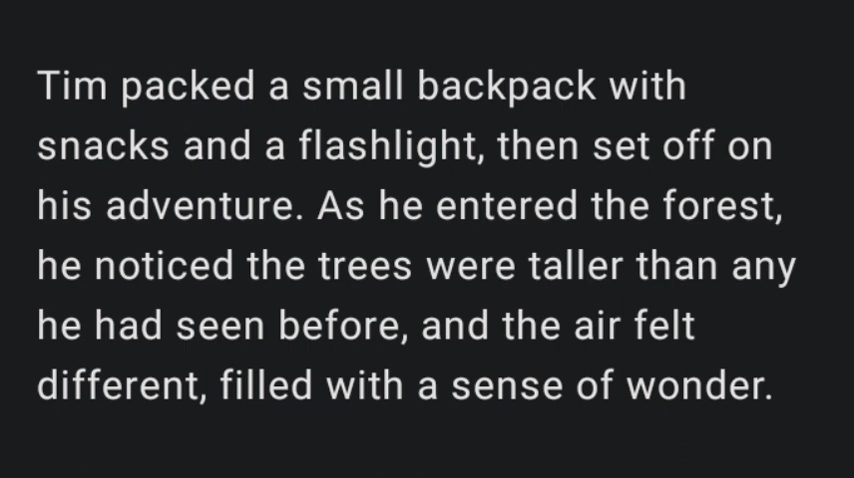 Tim packed a small backpack with
snacks and a flashlight, then set off on
his adventure. As he entered the forest,
he noticed the trees were taller than any
he had seen before, and the air felt
different, filled with a sense of wonder.